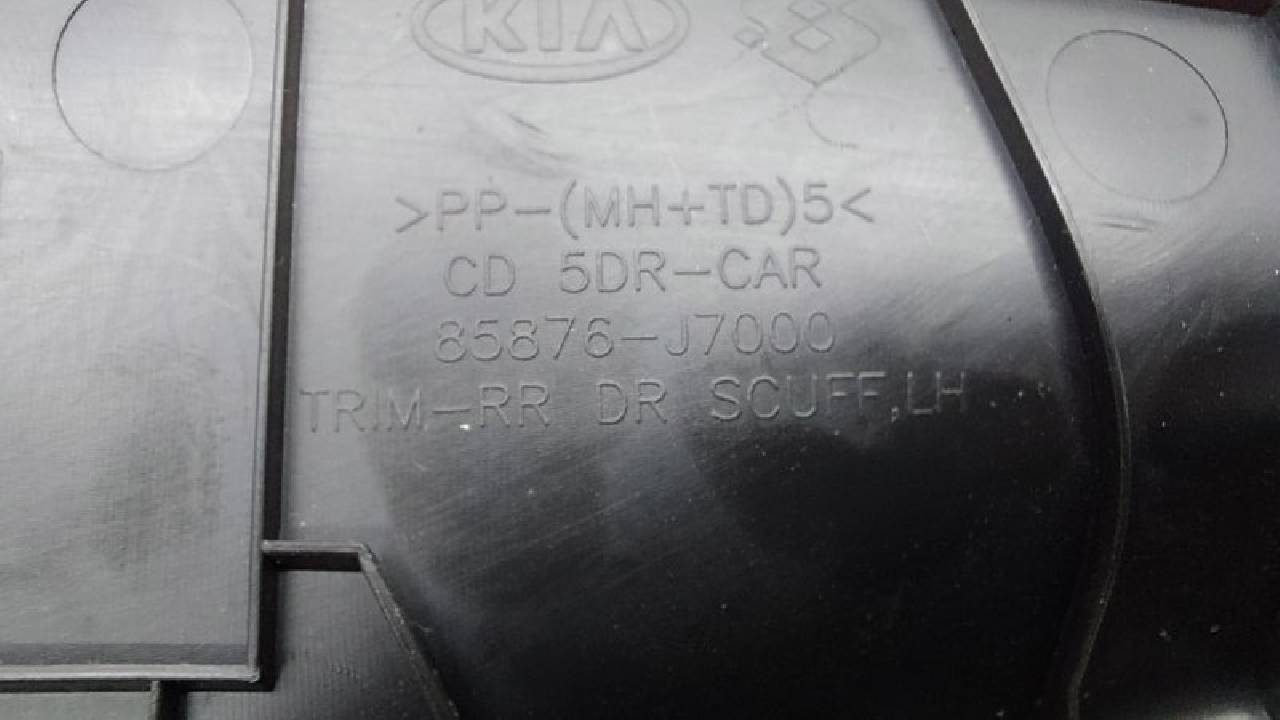 KIA
>PP-(MH+TD)5<
CD 5DR-CAR
85876-J7000
TRIM-RR DR SCUFF,LH